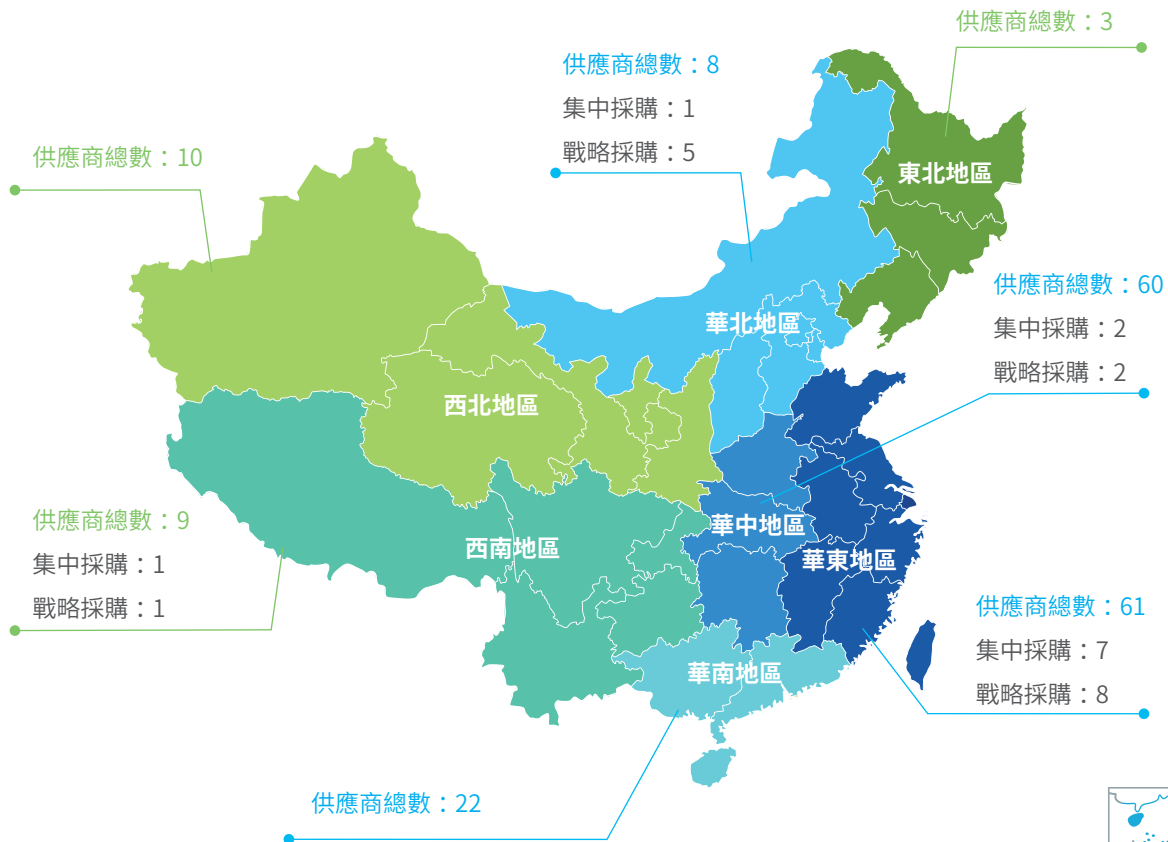 供應商總數：3
供應商總數：8
集中採購：1
戰略採購：5
供應商總數：10
東北地區
供應商總數：60
集中採購：2
戰略採購：2
華北地區
西北地區
供應商總數：9
集中採購：1
戰略採購：1
西南地區
華中地區
華東地區
供應商總數：61
集中採購：7
戰略採購：8
華南地區
供應商總數：22